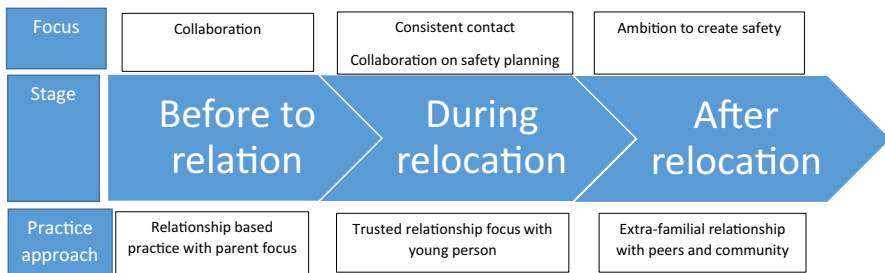 Focus
Collaboration
Consistent contact
Collaboration on safety planning
Ambition to create safety
Stage
Before to
relation
During
relocation
After
relocation
Practice
approach
Relationship based
practice with parent focus
Trusted relationship focus with
young person
Extra-familial relationship
with peers and community